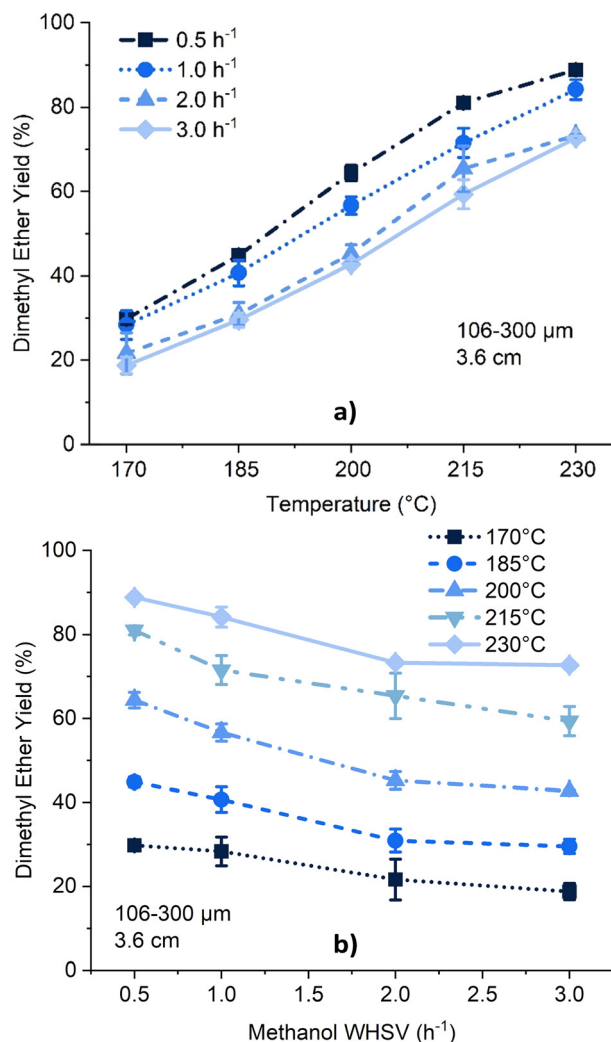 100
80
60
40
20
0
Dimethyl Ether Yield (%)
0.5 h⁻¹
1.0 h⁻¹
2.0 h⁻¹
3.0 h⁻¹
106-300 µm
3.6 cm
a)
170 185 200 215 230
Temperature (°C)
100
80
60
40
20
0
Dimethyl Ether Yield (%)
170°C
185°C
200°C
215°C
230°C
106-300 µm
3.6 cm
b)
0.5 1.0 1.5 2.0 2.5 3.0
Methanol WHSV (h⁻¹)